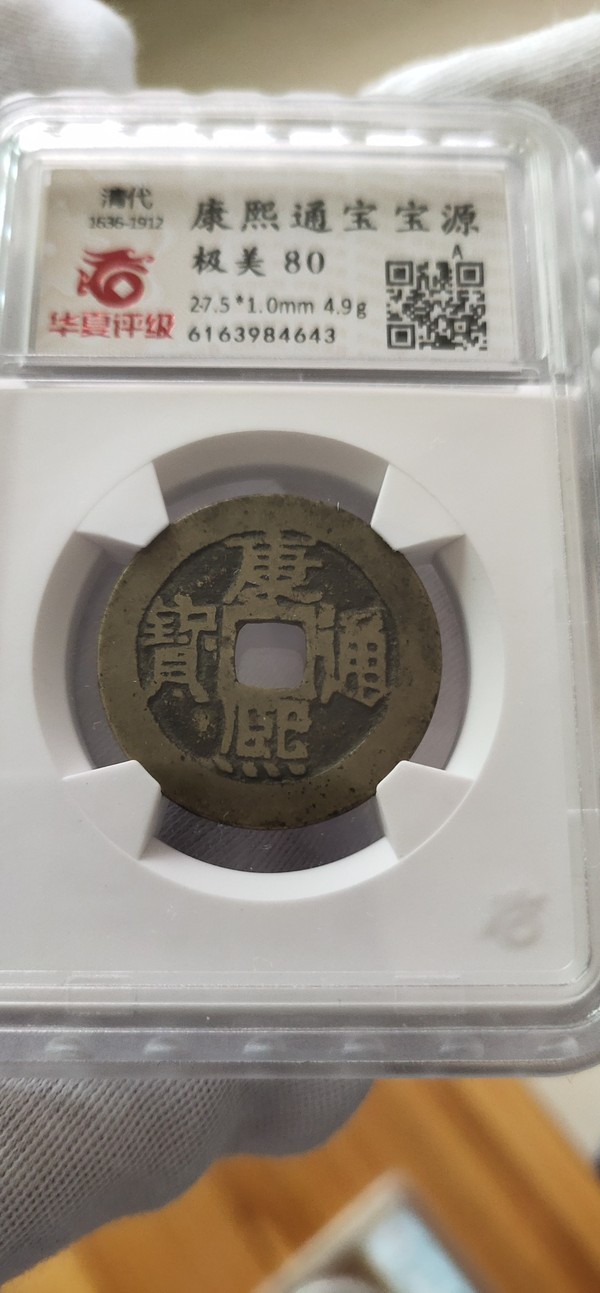 清代
1636-1912
华夏评级
康熙通宝宝源
极美 80
A
27.5*1.0mm 4.9g
6163984643
康熙通寳